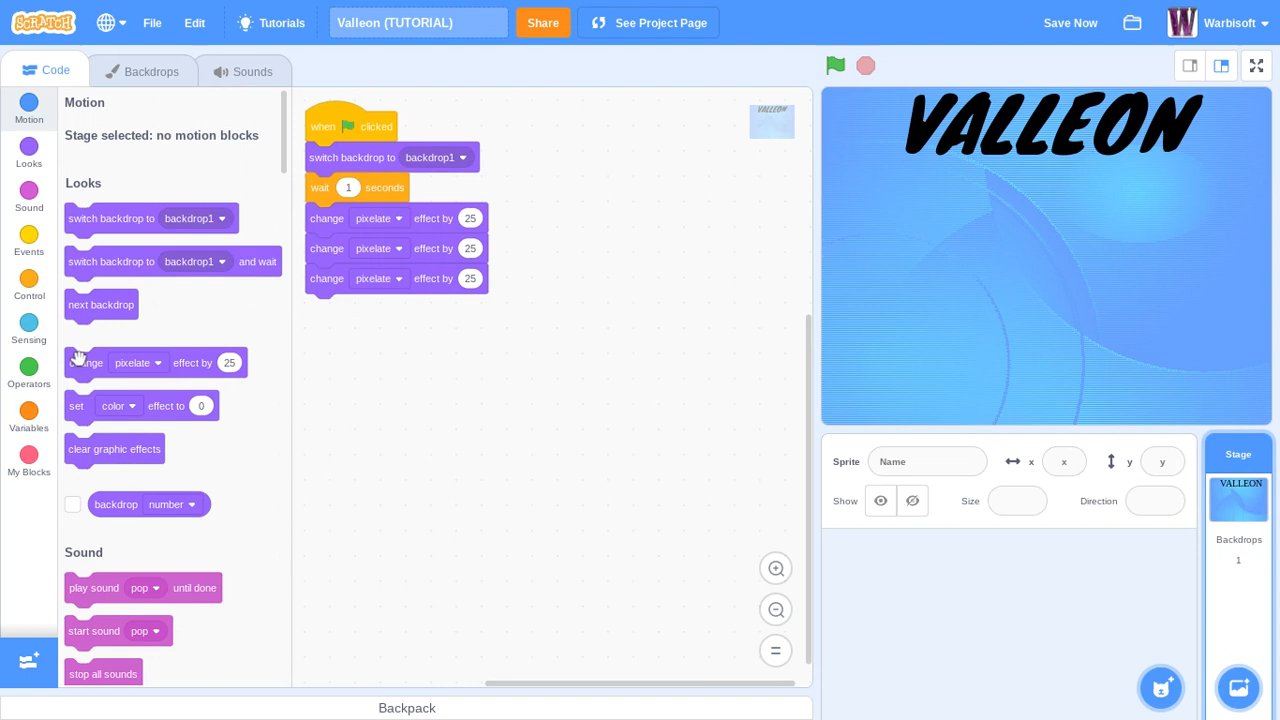 SCRATCH File Edit Tutorials Valleon (TUTORIAL) Share See Project Page Save Now Warbisoft
Code Backdrops Sounds
Motion
Looks
Sound
Events
Control
Sensing
Operators
Variables
My Blocks
Motion
Stage selected: no motion blocks
Looks
switch backdrop to backdrop1
switch backdrop to backdrop1 and wait
next backdrop
change pixelate effect by 25
set color effect to 0
clear graphic effects
backdrop number
Sound
play sound pop until done
start sound pop
stop all sounds
when clicked
switch backdrop to backdrop1
wait 1 seconds
change pixelate effect by 25
change pixelate effect by 25
change pixelate effect by 25
VALLEON
=
Backpack
VALLEON
Sprite Name x x y y
Show Size Direction
Stage
VALLEON
Backdrops
1